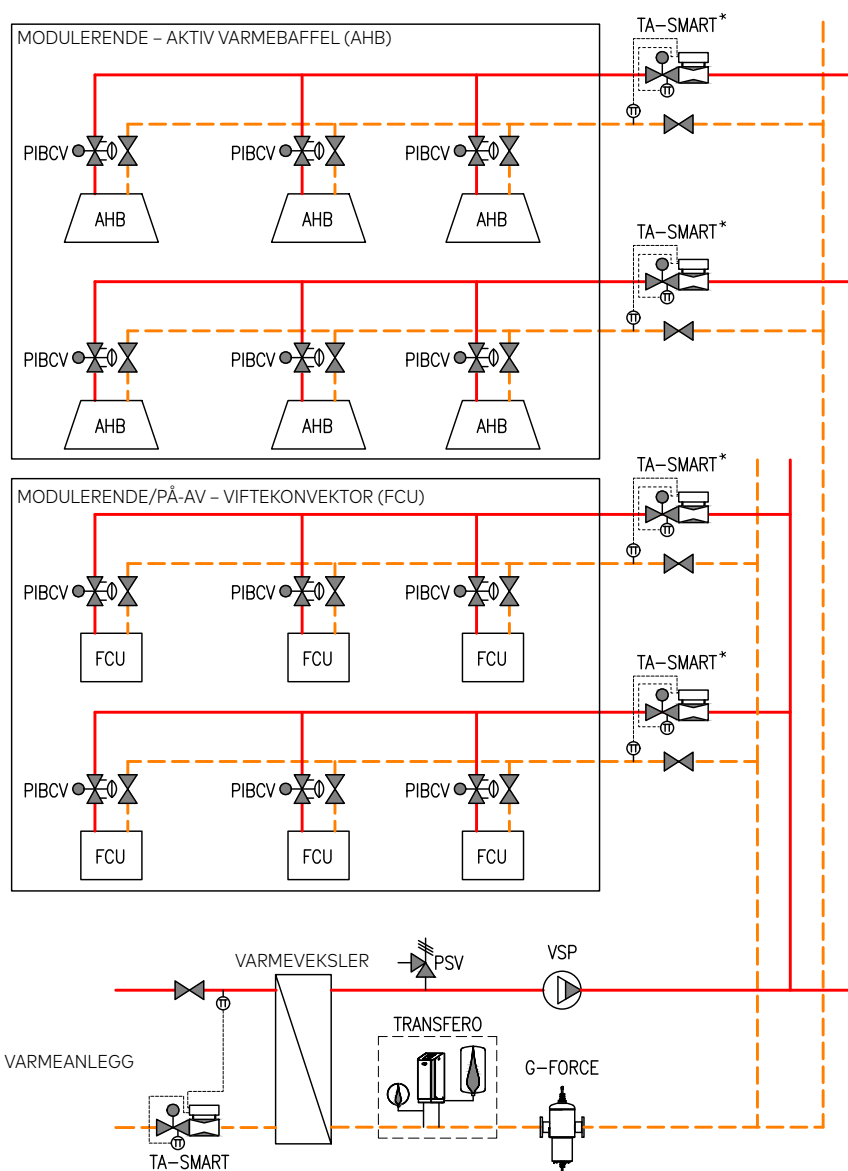 MODULERENDE – AKTIV VARMEBAFFEL (AHB)
TA-SMART*
PIBCV PIBCV PIBCV
AHB AHB AHB
TA-SMART*
PIBCV PIBCV PIBCV
AHB AHB AHB
TA-SMART*
MODULERENDE/PÅ-AV – VIFTEKONVEKTOR (FCU)
PIBCV PIBCV PIBCV
FCU FCU FCU
TA-SMART*
PIBCV PIBCV PIBCV
FCU FCU FCU
VARMEVEKSLER
PSV
VSP
TRANSFERO
VARMEANLEGG
G-FORCE
TA-SMART